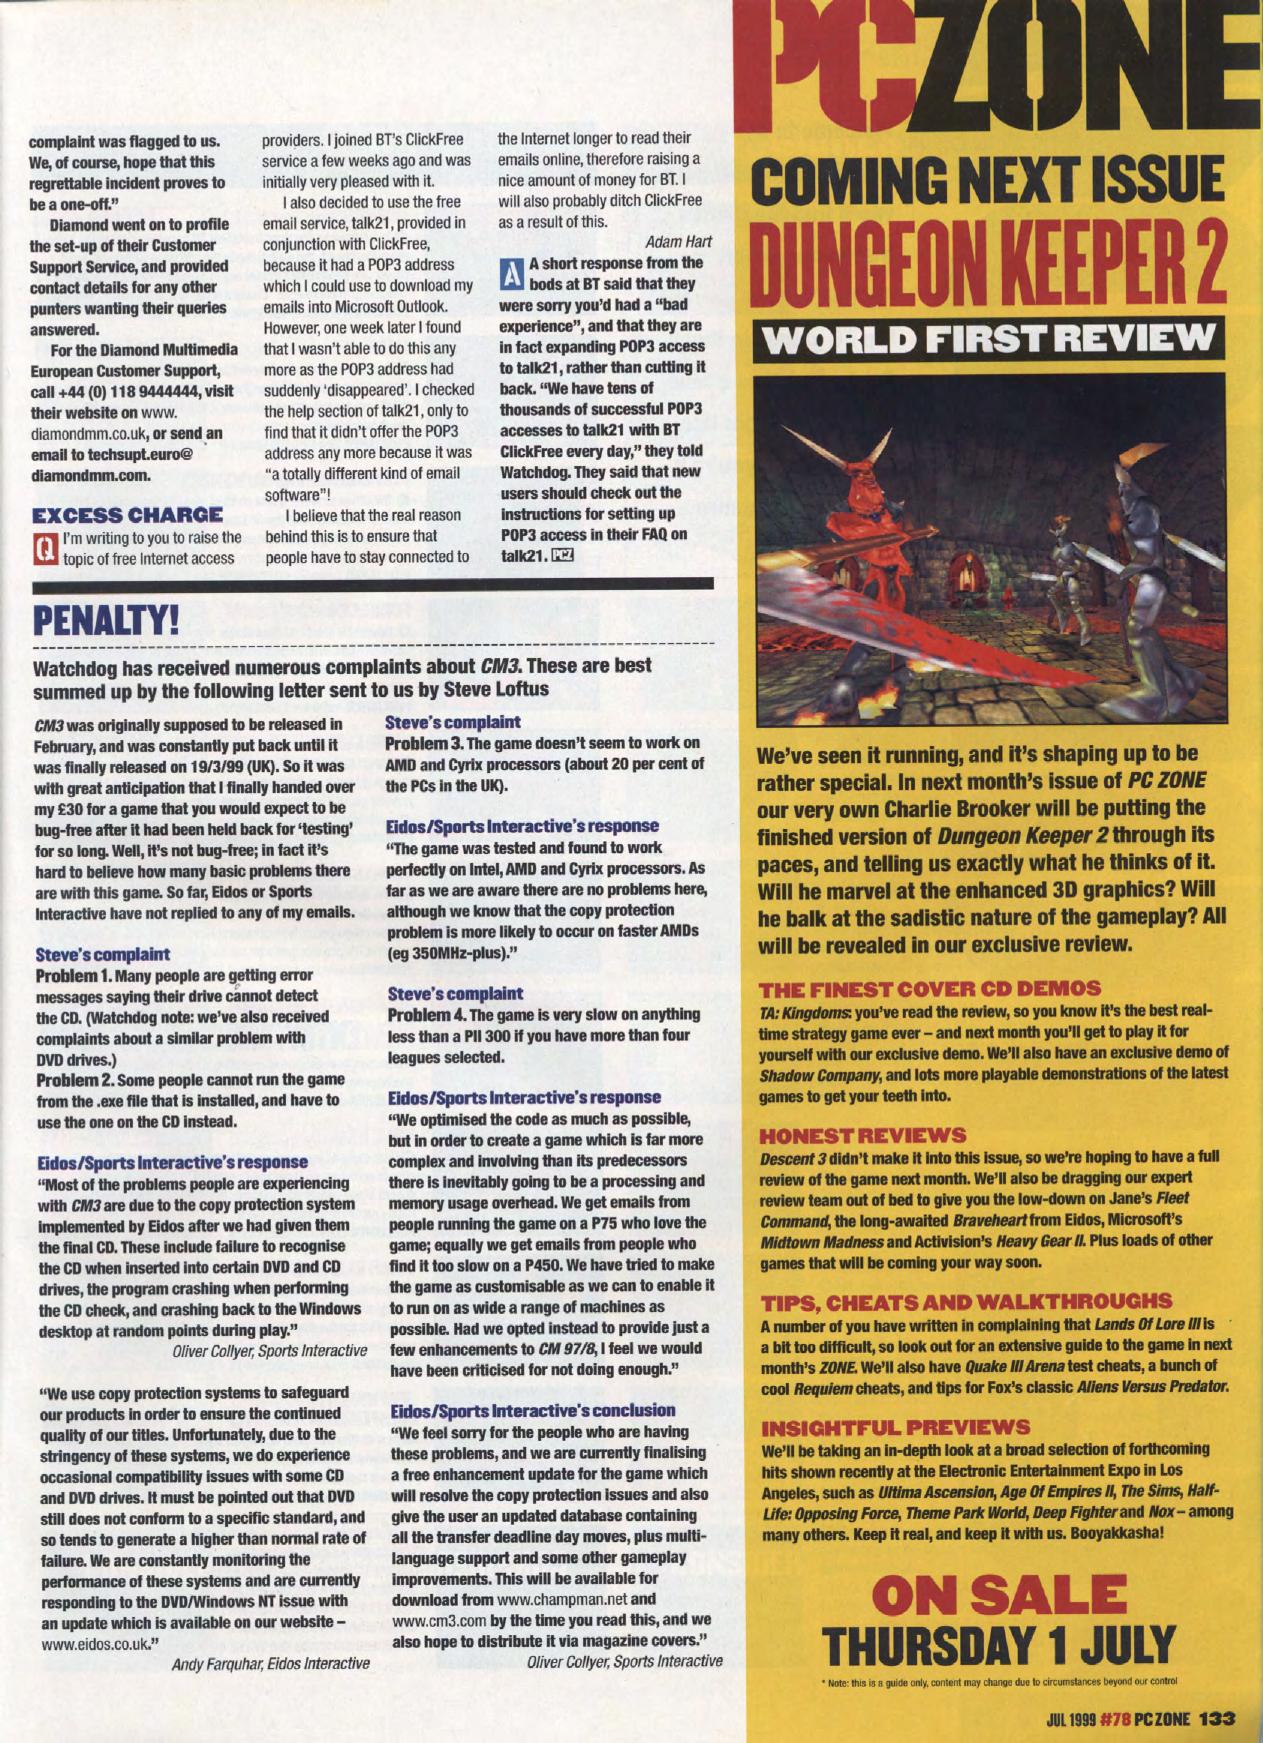 complaint was flagged to us.
We, of course, hope that this
regrettable incident proves to
be a one-off.”
Diamond went on to profile
the set-up of their Customer
Support Service, and provided
contact details for any other
punters wanting their queries
answered.
For the Diamond Multimedia
European Customer Support,
call +44 (0) 118 9444444, visit
their website on www.
diamondmm.co.uk, or send an
email to techsupt.euro@
diamondmm.com.
EXCESS CHARGE
Q I'm writing to you to raise the
topic of free Internet access
providers. I joined BT's ClickFree
service a few weeks ago and was
initially very pleased with it.
I also decided to use the free
email service, talk21, provided in
conjunction with ClickFree,
because it had a POP3 address
which I could use to download my
emails into Microsoft Outlook.
However, one week later I found
that I wasn't able to do this any
more as the POP3 address had
suddenly ‘disappeared’. I checked
the help section of talk21, only to
find that it didn't offer the POP3
address any more because it was
“a totally different kind of email
software”!
I believe that the real reason
behind this is to ensure that
people have to stay connected to
the Internet longer to read their
emails online, therefore raising a
nice amount of money for BT. I
will also probably ditch ClickFree
as a result of this.
Adam Hart
A A short response from the
bods at BT said that they
were sorry you'd had a “bad
experience”, and that they are
in fact expanding POP3 access
to talk21, rather than cutting it
back. “We have tens of
thousands of successful POP3
accesses to talk21 with BT
ClickFree every day,” they told
Watchdog. They said that new
users should check out the
instructions for setting up
POP3 access in their FAQ on
talk21. PCZ
PENALTY!
Watchdog has received numerous complaints about CM3. These are best
summed up by the following letter sent to us by Steve Loftus
CM3 was originally supposed to be released in
February, and was constantly put back until it
was finally released on 19/3/99 (UK). So it was
with great anticipation that I finally handed over
my £30 for a game that you would expect to be
bug-free after it had been held back for ‘testing’
for so long. Well, it's not bug-free; in fact it's
hard to believe how many basic problems there
are with this game. So far, Eidos or Sports
Interactive have not replied to any of my emails.
Steve's complaint
Problem 1. Many people are getting error
messages saying their drive cannot detect
the CD. (Watchdog note: we've also received
complaints about a similar problem with
DVD drives.)
Problem 2. Some people cannot run the game
from the .exe file that is installed, and have to
use the one on the CD instead.
Eidos/Sports Interactive's response
“Most of the problems people are experiencing
with CM3 are due to the copy protection system
implemented by Eidos after we had given them
the final CD. These include failure to recognise
the CD when inserted into certain DVD and CD
drives, the program crashing when performing
the CD check, and crashing back to the Windows
desktop at random points during play.”
Oliver Collyer, Sports Interactive
“We use copy protection systems to safeguard
our products in order to ensure the continued
quality of our titles. Unfortunately, due to the
stringency of these systems, we do experience
occasional compatibility issues with some CD
and DVD drives. It must be pointed out that DVD
still does not conform to a specific standard, and
so tends to generate a higher than normal rate of
failure. We are constantly monitoring the
performance of these systems and are currently
responding to the DVD/Windows NT issue with
an update which is available on our website –
www.eidos.co.uk.”
Andy Farquhar, Eidos Interactive
Steve's complaint
Problem 3. The game doesn't seem to work on
AMD and Cyrix processors (about 20 per cent of
the PCs in the UK).
Eidos/Sports Interactive's response
“The game was tested and found to work
perfectly on Intel, AMD and Cyrix processors. As
far as we are aware there are no problems here,
although we know that the copy protection
problem is more likely to occur on faster AMDs
(eg 350MHz-plus).”
Steve's complaint
Problem 4. The game is very slow on anything
less than a PII 300 if you have more than four
leagues selected.
Eidos/Sports Interactive's response
“We optimised the code as much as possible,
but in order to create a game which is far more
complex and involving than its predecessors
there is inevitably going to be a processing and
memory usage overhead. We get emails from
people running the game on a P75 who love the
game; equally we get emails from people who
find it too slow on a P450. We have tried to make
the game as customisable as we can to enable it
to run on as wide a range of machines as
possible. Had we opted instead to provide just a
few enhancements to CM 97/8, I feel we would
have been criticised for not doing enough.”
Eidos/Sports Interactive's conclusion
“We feel sorry for the people who are having
these problems, and we are currently finalising
a free enhancement update for the game which
will resolve the copy protection issues and also
give the user an updated database containing
all the transfer deadline day moves, plus multi-
language support and some other gameplay
improvements. This will be available for
download from www.champman.net and
www.cm3.com by the time you read this, and we
also hope to distribute it via magazine covers.”
Oliver Collyer, Sports Interactive
PCZONE
COMING NEXT ISSUE
DUNGEON KEEPER 2
WORLD FIRST REVIEW
We've seen it running, and it's shaping up to be
rather special. In next month's issue of PC ZONE
our very own Charlie Brooker will be putting the
finished version of Dungeon Keeper 2 through its
paces, and telling us exactly what he thinks of it.
Will he marvel at the enhanced 3D graphics? Will
he balk at the sadistic nature of the gameplay? All
will be revealed in our exclusive review.
THE FINEST COVER CD DEMOS
TA: Kingdoms: you've read the review, so you know it's the best real-
time strategy game ever – and next month you'll get to play it for
yourself with our exclusive demo. We'll also have an exclusive demo of
Shadow Company, and lots more playable demonstrations of the latest
games to get your teeth into.
HONEST REVIEWS
Descent 3 didn't make it into this issue, so we're hoping to have a full
review of the game next month. We'll also be dragging our expert
review team out of bed to give you the low-down on Jane's Fleet
Command, the long-awaited Braveheart from Eidos, Microsoft's
Midtown Madness and Activision's Heavy Gear II. Plus loads of other
games that will be coming your way soon.
TIPS, CHEATS AND WALKTHROUGHS
A number of you have written in complaining that Lands Of Lore III is
a bit too difficult, so look out for an extensive guide to the game in next
month's ZONE. We'll also have Quake III Arena test cheats, a bunch of
cool Requiem cheats, and tips for Fox's classic Aliens Versus Predator.
INSIGHTFUL PREVIEWS
We'll be taking an in-depth look at a broad selection of forthcoming
hits shown recently at the Electronic Entertainment Expo in Los
Angeles, such as Ultima Ascension, Age Of Empires II, The Sims, Half-
Life: Opposing Force, Theme Park World, Deep Fighter and Nox – among
many others. Keep it real, and keep it with us. Booyakkasha!
ON SALE
THURSDAY 1 JULY
* Note: this is a guide only, content may change due to circumstances beyond our control
JUL 1999 #78 PC ZONE 133